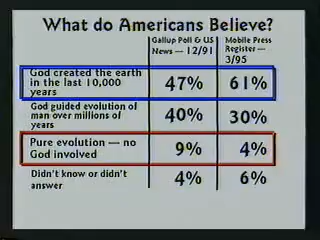 What do Americans Believe?
Gallup Poll & US
News — 12/91
Mobile Press
Register —
3/95
God created the earth
in the last 10,000
years
47%
61%
God guided evolution of
man over millions of
years
40%
30%
Pure evolution — no
God involved
9%
4%
Didn't know or didn't
answer
4%
6%